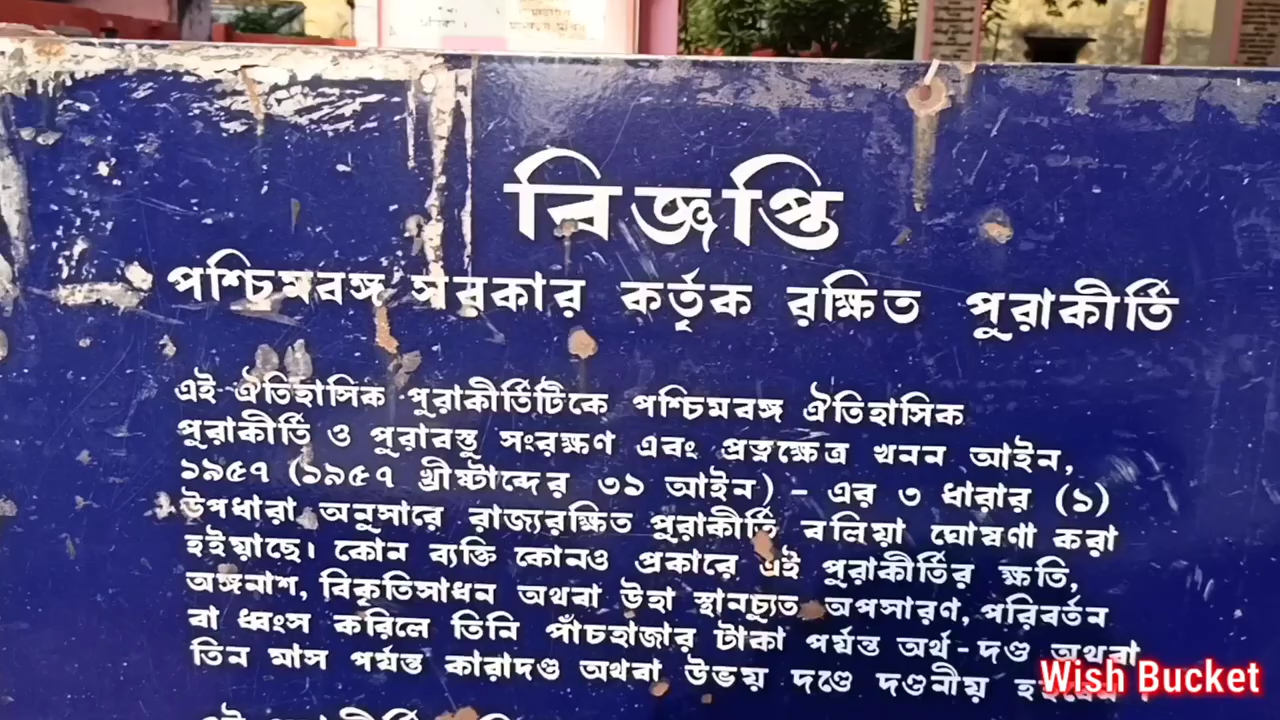 বিজ্ঞপ্তি
পশ্চিমবঙ্গ সরকার কর্তৃক রক্ষিত পুরাকীর্তি
এই ঐতিহাসিক পুরাকীর্তিটিকে পশ্চিমবঙ্গ ঐতিহাসিক
পুরাকীর্তি ও পুরাবস্তু সংরক্ষণ এবং প্রত্নক্ষেত্র খনন আইন,
১৯৫৭ (১৯৫৭ খ্রীষ্টাব্দের ৩১ আইন) - এর ৩ ধারার (১)
উপধারা অনুসারে রাজ্যরক্ষিত পুরাকীর্তি বলিয়া ঘোষণা করা
হইয়াছে। কোন ব্যক্তি কোনও প্রকারে এই পুরাকীর্তির ক্ষতি,
অঙ্গনাশ, বিকৃতিসাধন অথবা উহা স্থানচ্যুত অপসারণ, পরিবর্তন
বা ধ্বংস করিলে তিনি পাঁচহাজার টাকা পর্যন্ত অর্থ-দণ্ড অথবা
তিন মাস পর্যন্ত কারাদণ্ড অথবা উভয় দণ্ডে দণ্ডনীয়
Wish Bucket